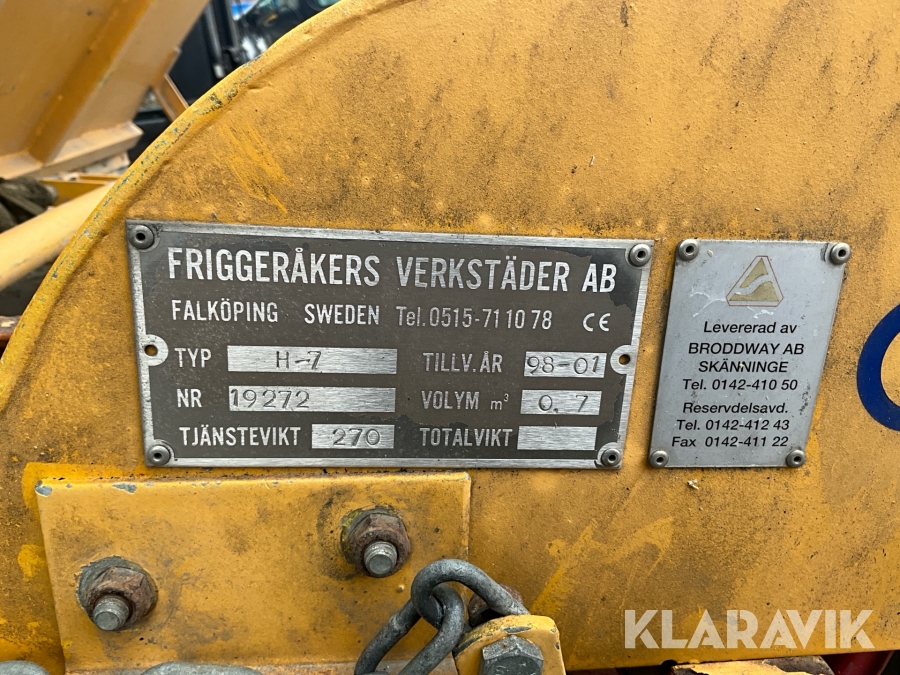 FRIGGERÅKERS VERKSTÄDER AB
FALKÖPING SWEDEN Tel. 0515-71 10 78 CE
TYP H-7 TILLV. ÅR 98-01
NR 19272 VOLYM m³ 0,7
TJÄNSTEVIKT 270 TOTALVIKT
Levererad av
BRODDWAY AB
SKÄNNINGE
Tel. 0142-410 50
Reservdelsavd.
Tel. 0142-412 43
Fax 0142-411 22
KLARAVIK